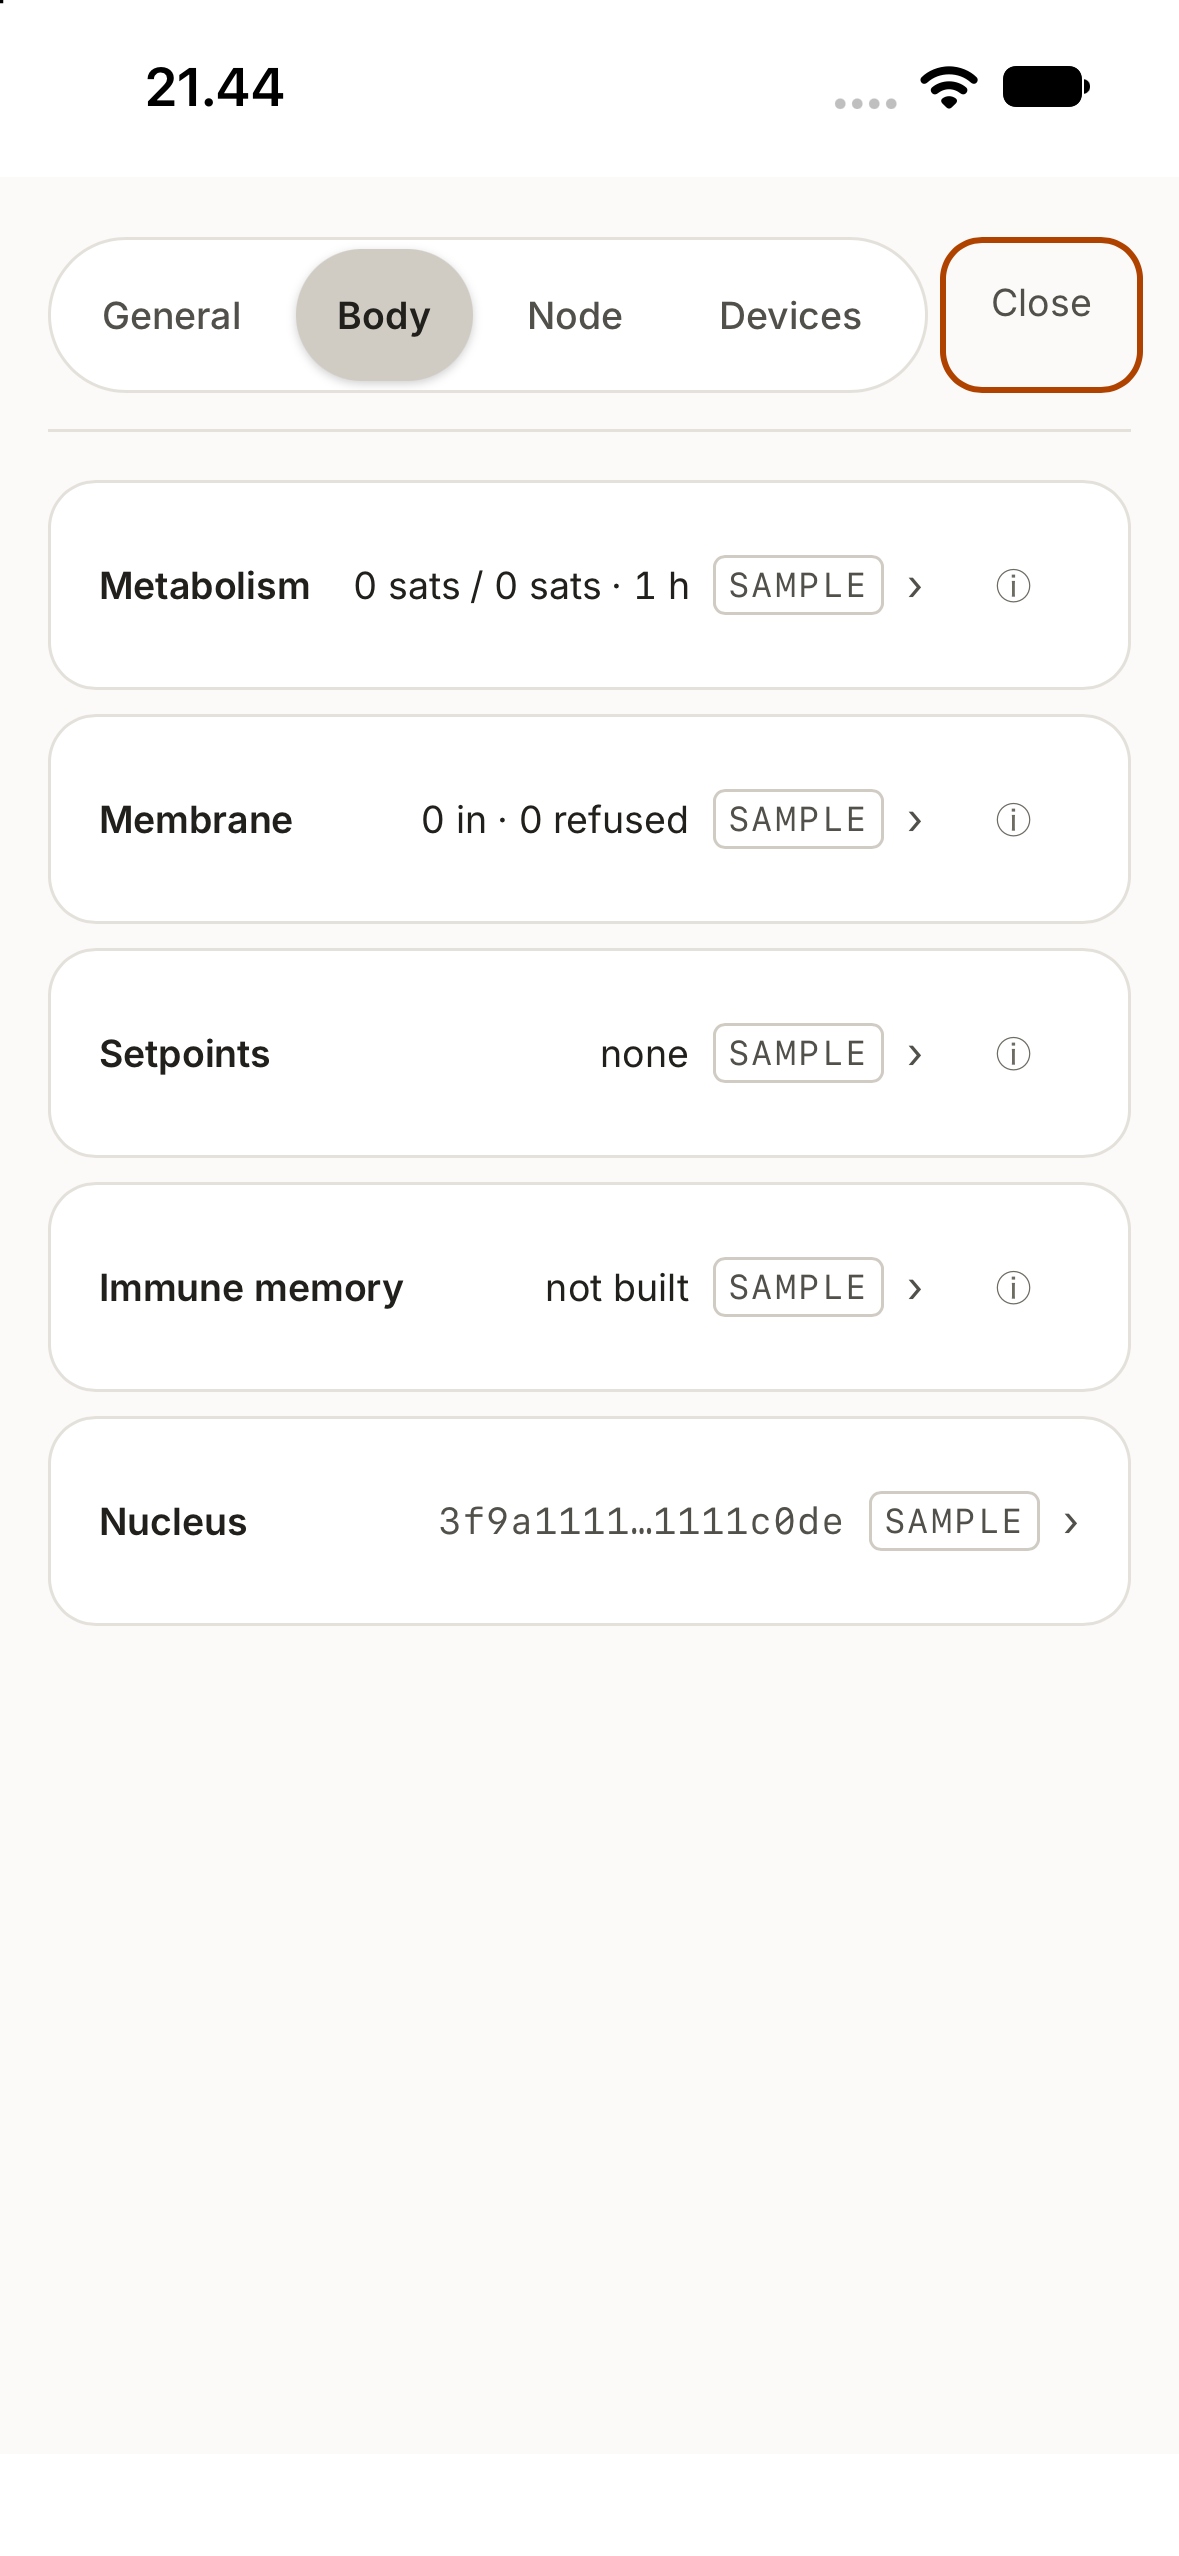 21.44
General Body Node Devices Close
Metabolism 0 sats / 0 sats · 1 h SAMPLE › ⓘ
Membrane 0 in · 0 refused SAMPLE › ⓘ
Setpoints none SAMPLE › ⓘ
Immune memory not built SAMPLE › ⓘ
Nucleus 3f9a1111…1111c0de SAMPLE ›